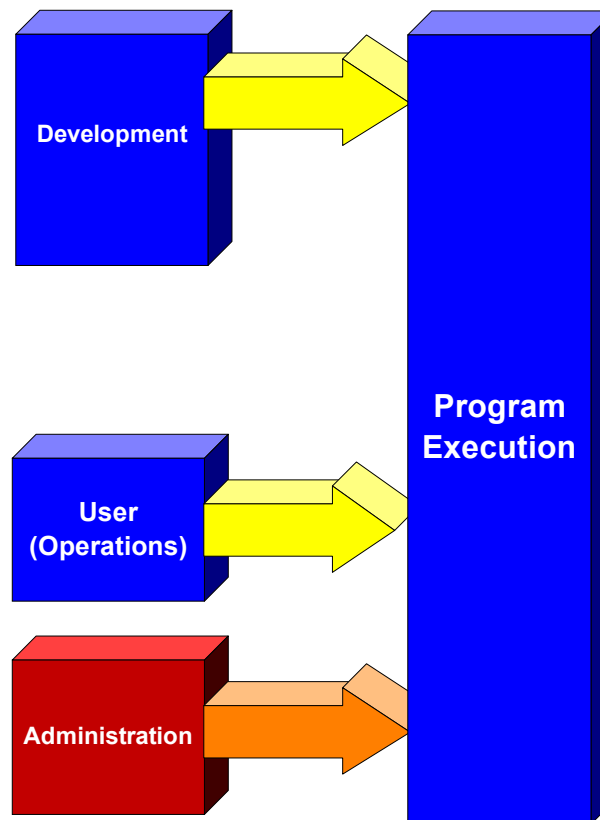 Development
Program
Execution
User
(Operations)
Administration